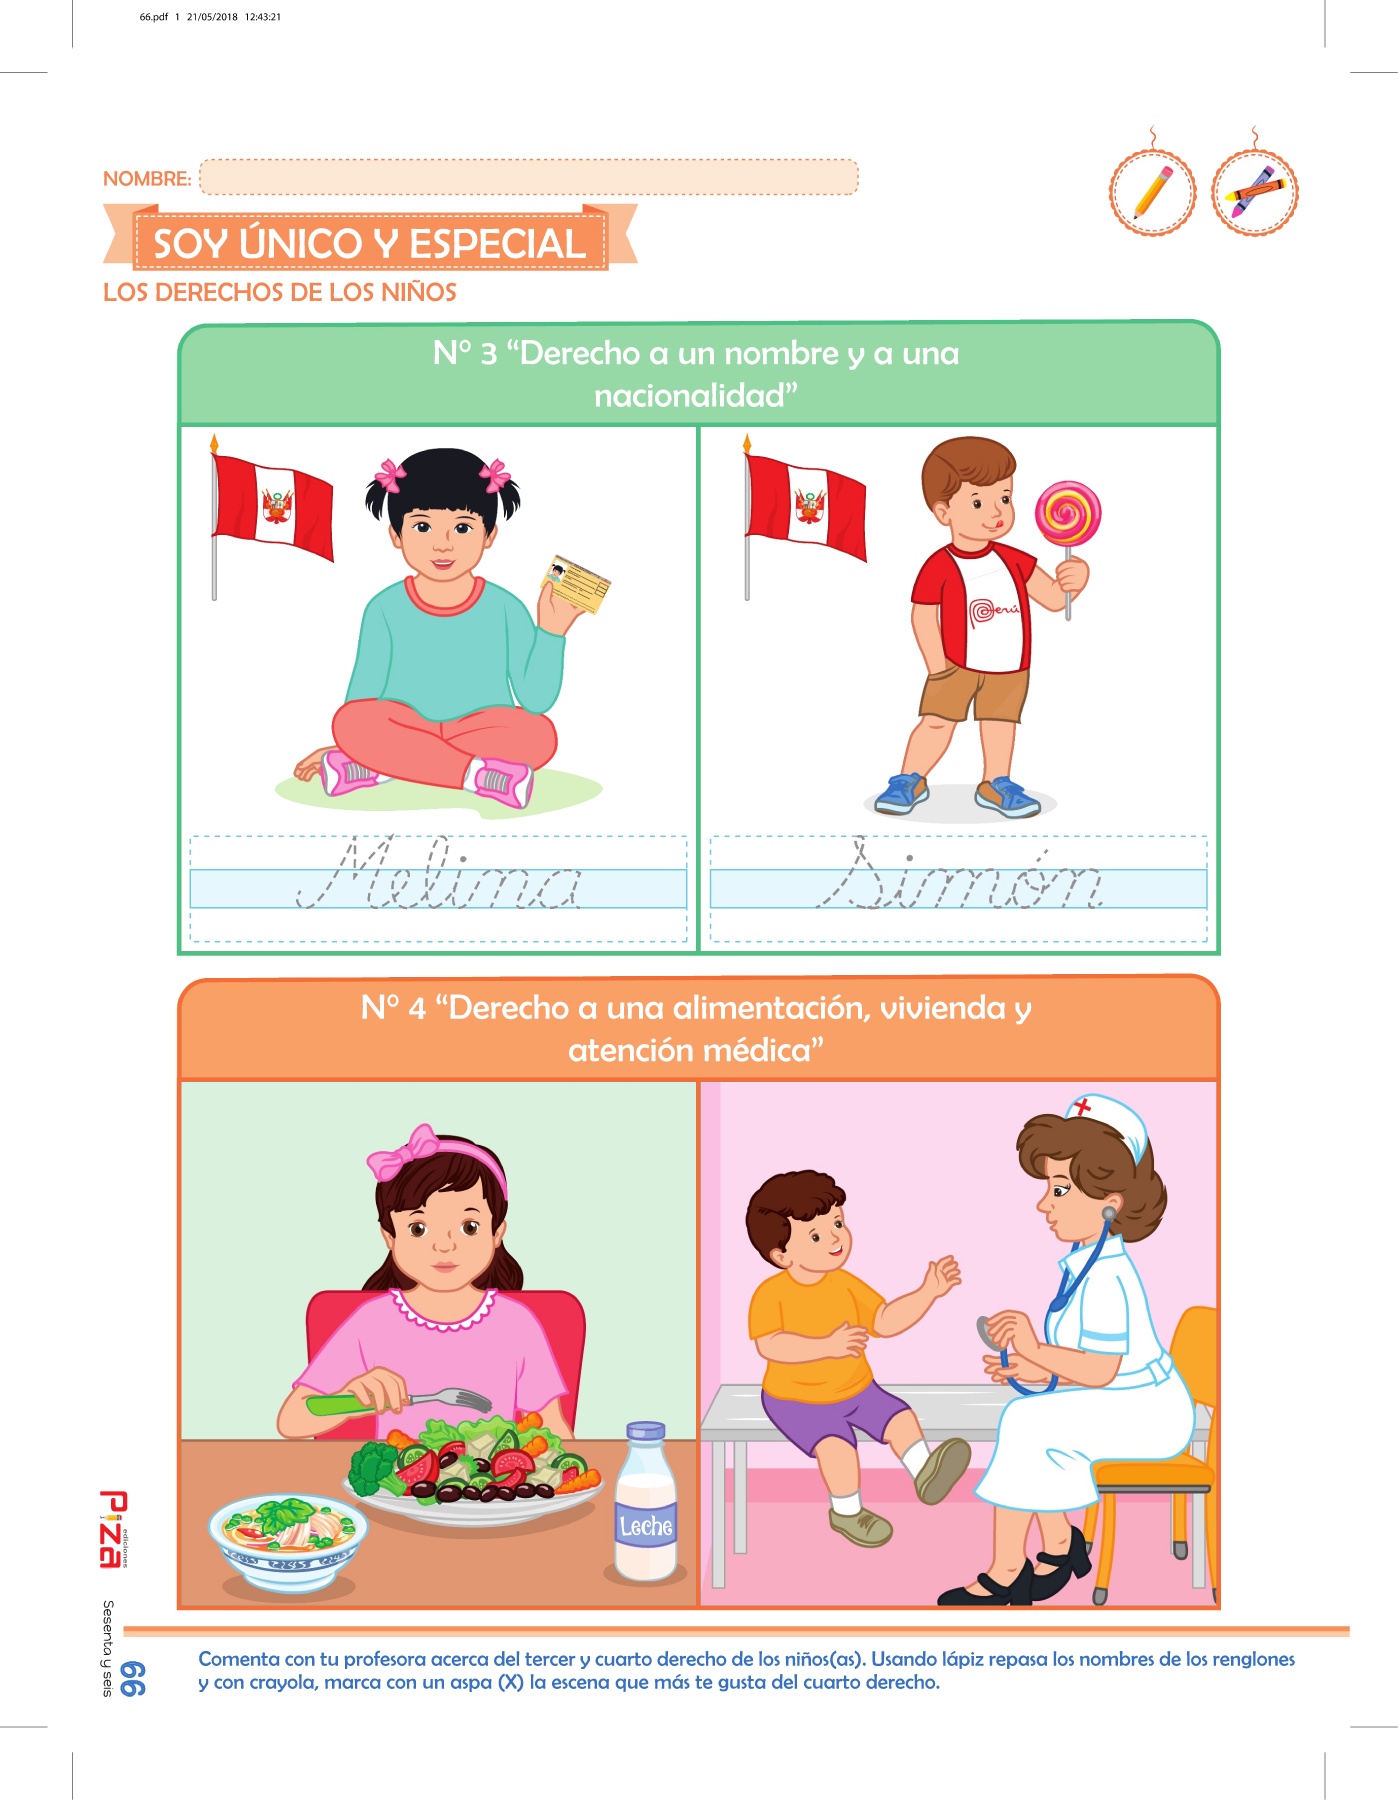 66.pdf 1 21/05/2018 12:43:21
NOMBRE:
SOY ÚNICO Y ESPECIAL
LOS DERECHOS DE LOS NIÑOS
Nº 3 “Derecho a un nombre y a una
nacionalidad”
Perú
Melina
Simón
Nº 4 “Derecho a una alimentación, vivienda y
atención médica”
Leche
Piza
ediciones
Sesenta y seis
66
Comenta con tu profesora acerca del tercer y cuarto derecho de los niños(as). Usando lápiz repasa los nombres de los renglones
y con crayola, marca con un aspa (X) la escena que más te gusta del cuarto derecho.